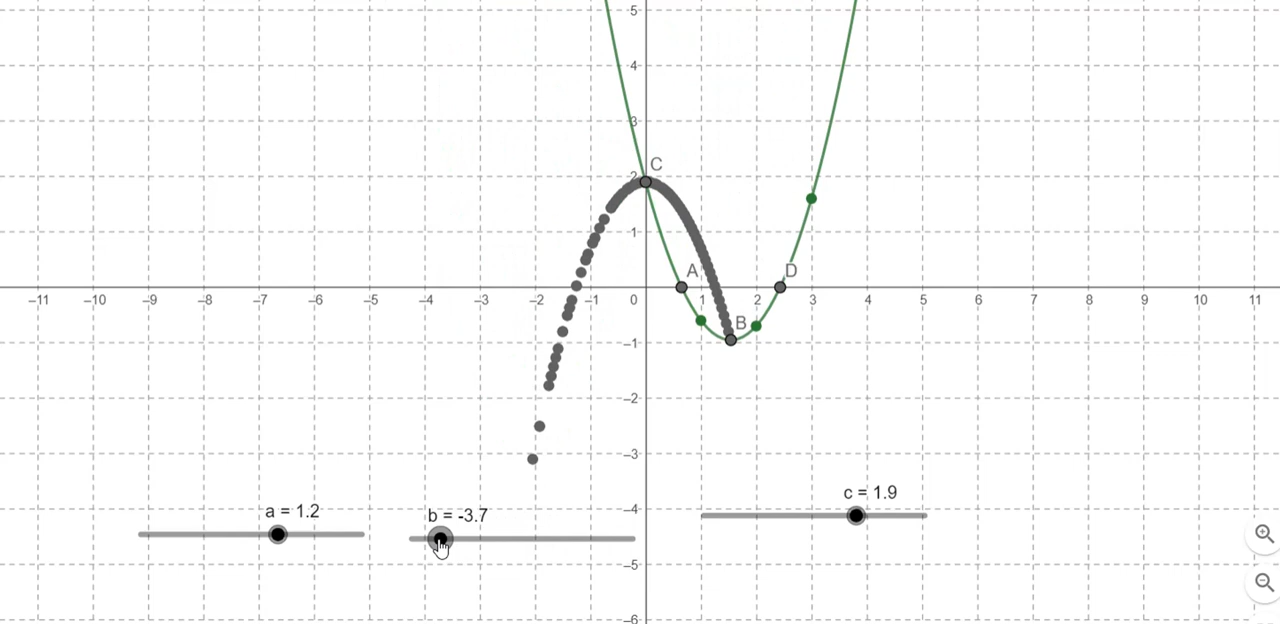 5
4
3
C
2
1
A
D
−11 −10 −9 −8 −7 −6 −5 −4 −3 −2 −1 0 1 2 3 4 5 6 7 8 9 10 11
B
−1
−2
−3
−4
c = 1.9
a = 1.2
b = -3.7
−5
−6